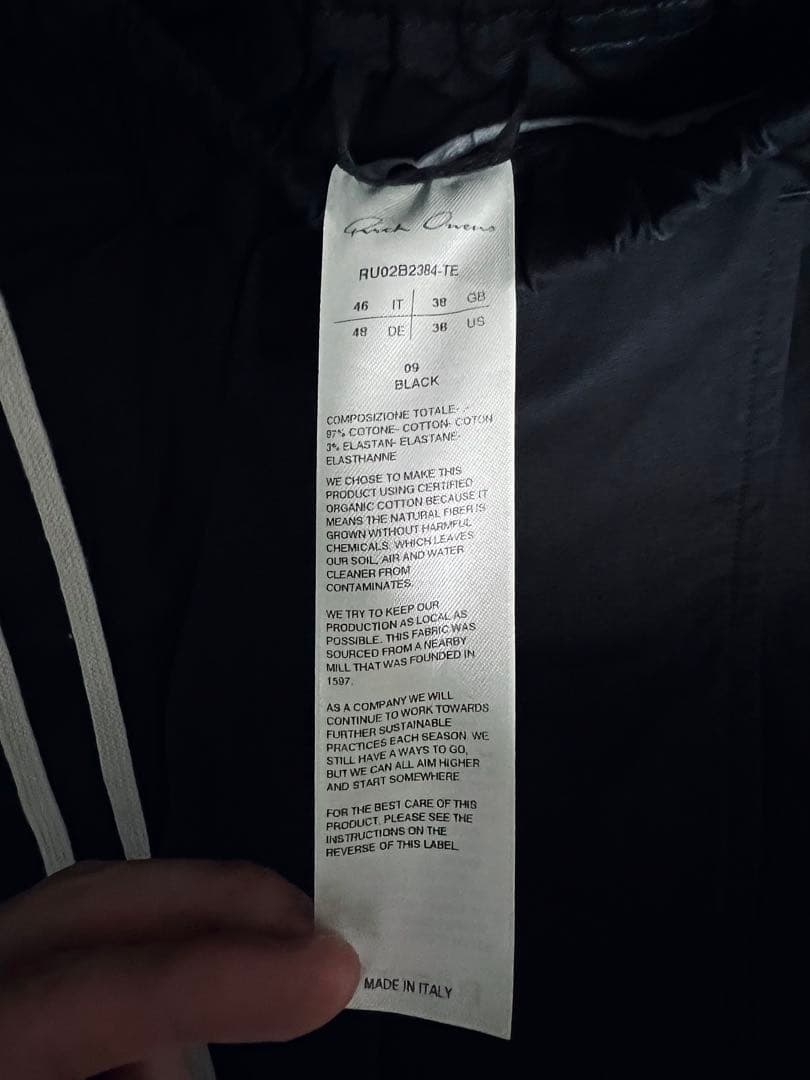 Rick Owens
RU02B2384-TE
46 IT 38 GB
48 DE 36 US
09
BLACK
COMPOSIZIONE TOTALE- -
97% COTONE- COTTON- COTON
3% ELASTAN- ELASTANE-
ELASTHANNE
WE CHOSE TO MAKE THIS
PRODUCT USING CERTIFIED
ORGANIC COTTON BECAUSE IT
MEANS THE NATURAL FIBER IS
GROWN WITHOUT HARMFUL
CHEMICALS, WHICH LEAVES
OUR SOIL, AIR AND WATER
CLEANER FROM
CONTAMINATES.
WE TRY TO KEEP OUR
PRODUCTION AS LOCAL AS
POSSIBLE. THIS FABRIC WAS
SOURCED FROM A NEARBY
MILL THAT WAS FOUNDED IN
1597.
AS A COMPANY WE WILL
CONTINUE TO WORK TOWARDS
FURTHER SUSTAINABLE
PRACTICES EACH SEASON. WE
STILL HAVE A WAYS TO GO,
BUT WE CAN ALL AIM HIGHER
AND START SOMEWHERE
FOR THE BEST CARE OF THIS
PRODUCT, PLEASE SEE THE
INSTRUCTIONS ON THE
REVERSE OF THIS LABEL.
MADE IN ITALY